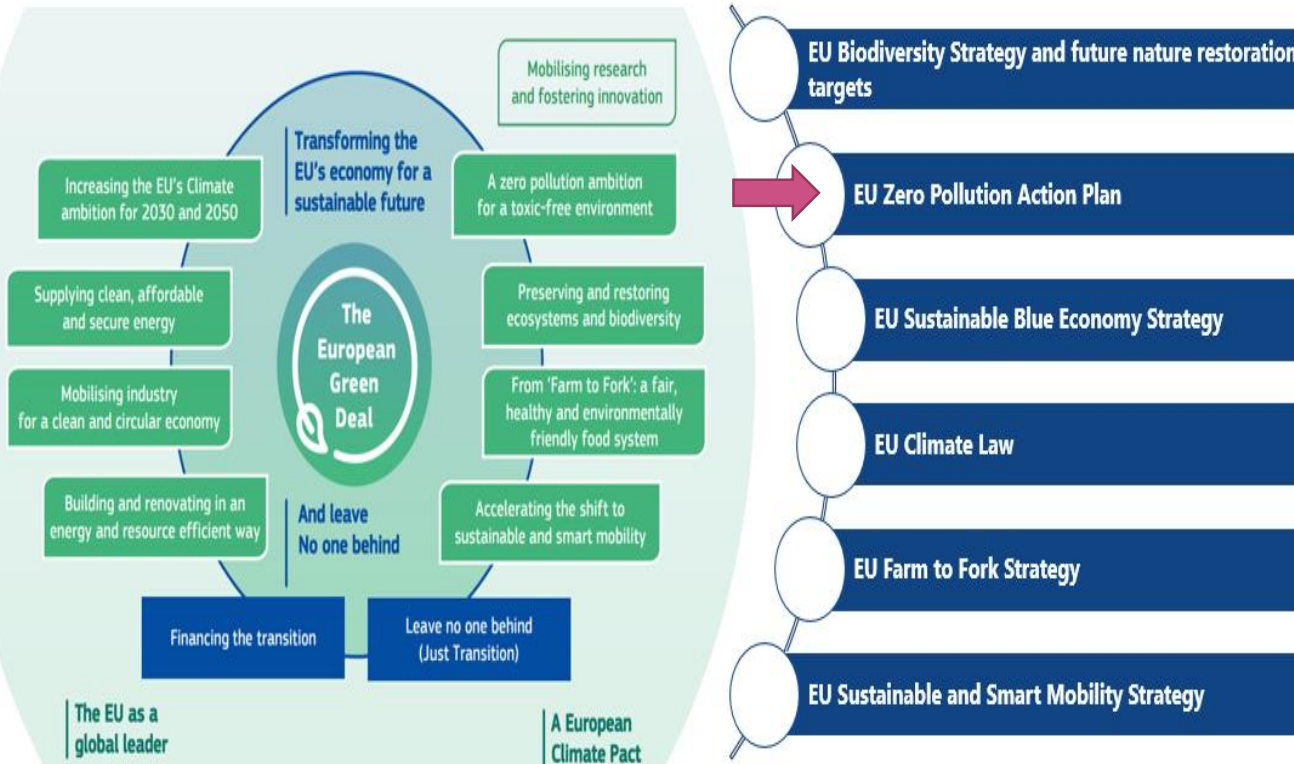 Mobilising research
and fostering innovation
Transforming the
EU's economy for a
sustainable future
Increasing the EU's Climate
ambition for 2030 and 2050
A zero pollution ambition
for a toxic-free environment
Supplying clean, affordable
and secure energy
Preserving and restoring
ecosystems and biodiversity
The
European
Green
Deal
Mobilising industry
for a clean and circular economy
From 'Farm to Fork': a fair,
healthy and environmentally
friendly food system
Building and renovating in an
energy and resource efficient way
And leave
No one behind
Accelerating the shift to
sustainable and smart mobility
Financing the transition
Leave no one behind
(Just Transition)
The EU as a
global leader
A European
Climate Pact
EU Biodiversity Strategy and future nature restoration
targets
EU Zero Pollution Action Plan
EU Sustainable Blue Economy Strategy
EU Climate Law
EU Farm to Fork Strategy
EU Sustainable and Smart Mobility Strategy